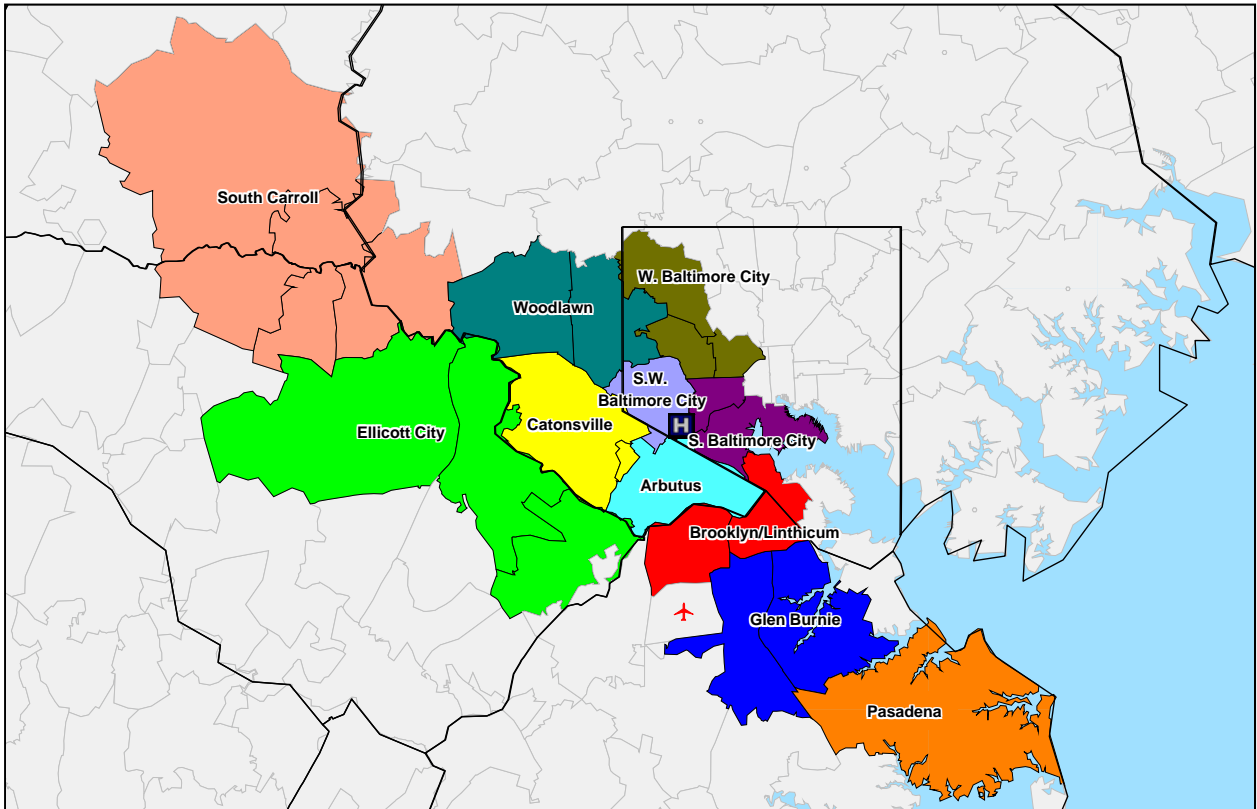 South Carroll
W. Baltimore City
Woodlawn
S.W.
Baltimore City
Catonsville
H
Ellicott City
S. Baltimore City
Arbutus
Brooklyn/Linthicum
Glen Burnie
Pasadena